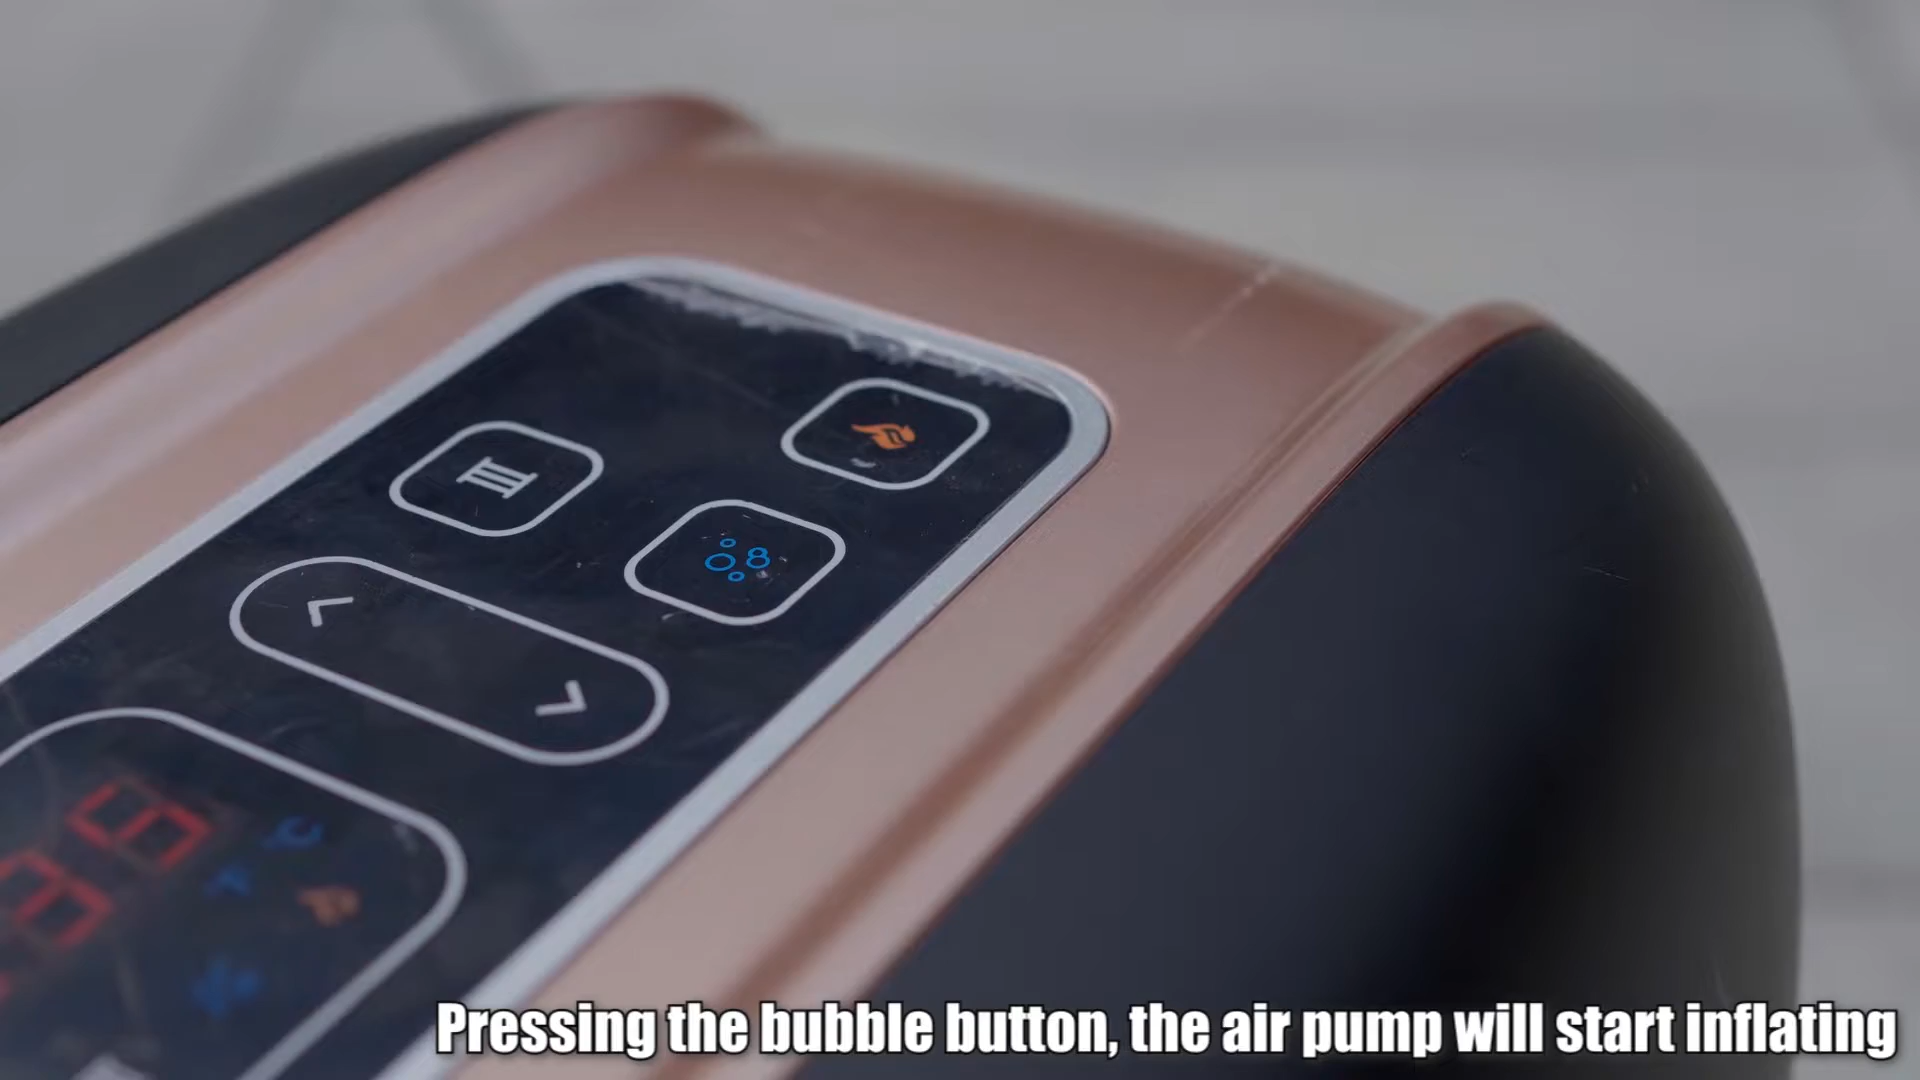 Pressing the bubble button, the air pump will start inflating